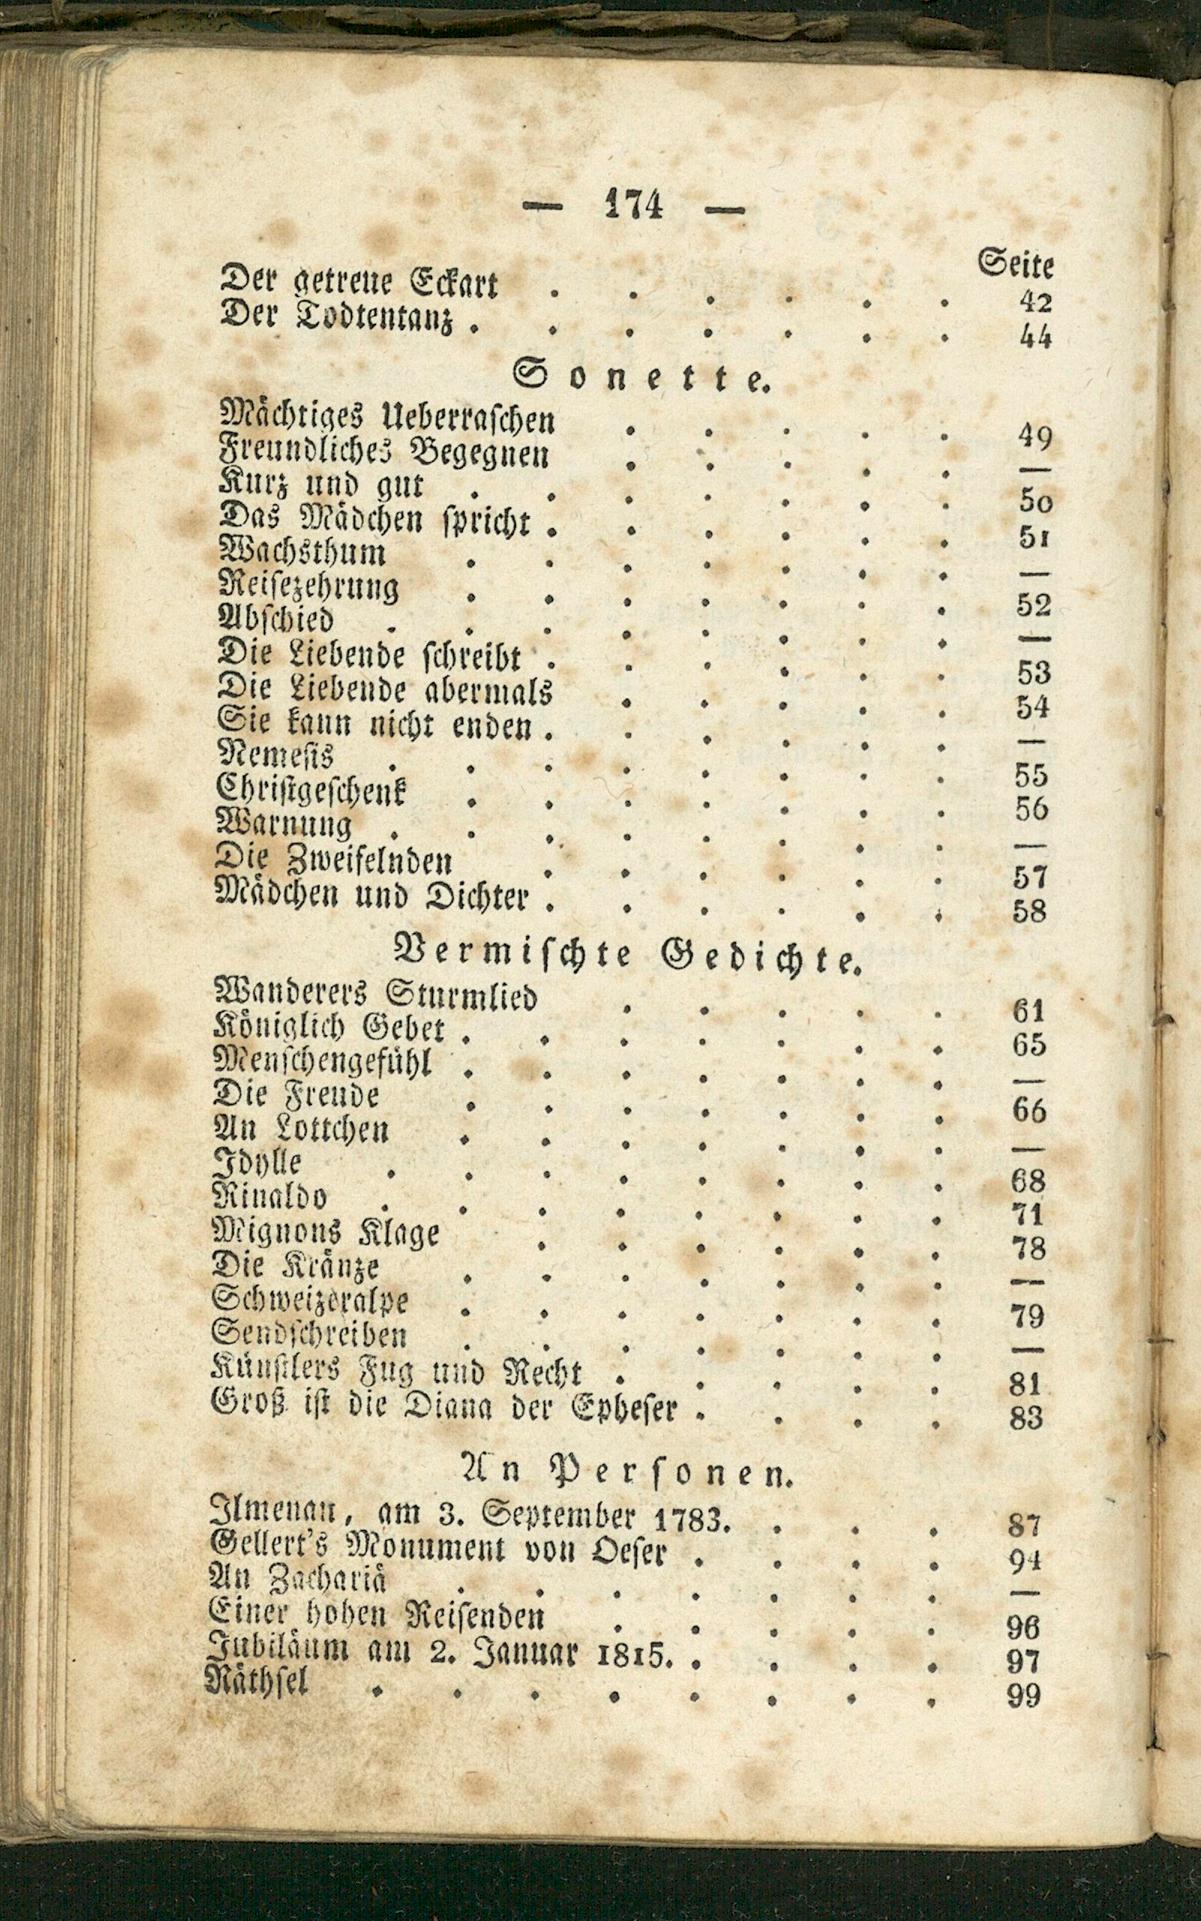 — 174 —
Seite
Der getreue Eckart . . . . . . 42
Der Todtentanz . . . . . . . 44
Sonette.
Mächtiges Ueberraschen . . . . . 49
Freundliches Begegnen . . . . . —
Kurz und gut . . . . . . . 50
Das Mädchen spricht . . . . . . 51
Wachsthum . . . . . . . —
Reisezehrung . . . . . . . 52
Abschied . . . . . . . . —
Die Liebende schreibt . . . . . . 53
Die Liebende abermals . . . . . 54
Sie kann nicht enden . . . . . . —
Nemesis . . . . . . . . 55
Christgeschenk . . . . . . . 56
Warnung . . . . . . . . —
Die Zweifelnden . . . . . . 57
Mädchen und Dichter . . . . . . 58
Vermischte Gedichte.
Wanderers Sturmlied . . . . . 61
Königlich Gebet . . . . . . . 65
Menschengefühl . . . . . . . —
Die Freude . . . . . . . 66
An Lottchen . . . . . . . —
Idylle . . . . . . . . 68
Rinaldo . . . . . . . . 71
Mignons Klage . . . . . . 78
Die Kränze . . . . . . . —
Schweizeralpe . . . . . . . 79
Sendschreiben . . . . . . . —
Künstlers Fug und Recht . . . . . 81
Groß ist die Diana der Epheser . . . . 83
An Personen.
Ilmenau, am 3. September 1783. . . . 87
Gellert's Monument von Oeser . . . . 94
An Zachariä . . . . . . . —
Einer hohen Reisenden . . . . . 96
Jubiläum am 2. Januar 1815. . . . . 97
Räthsel . . . . . . . . 99